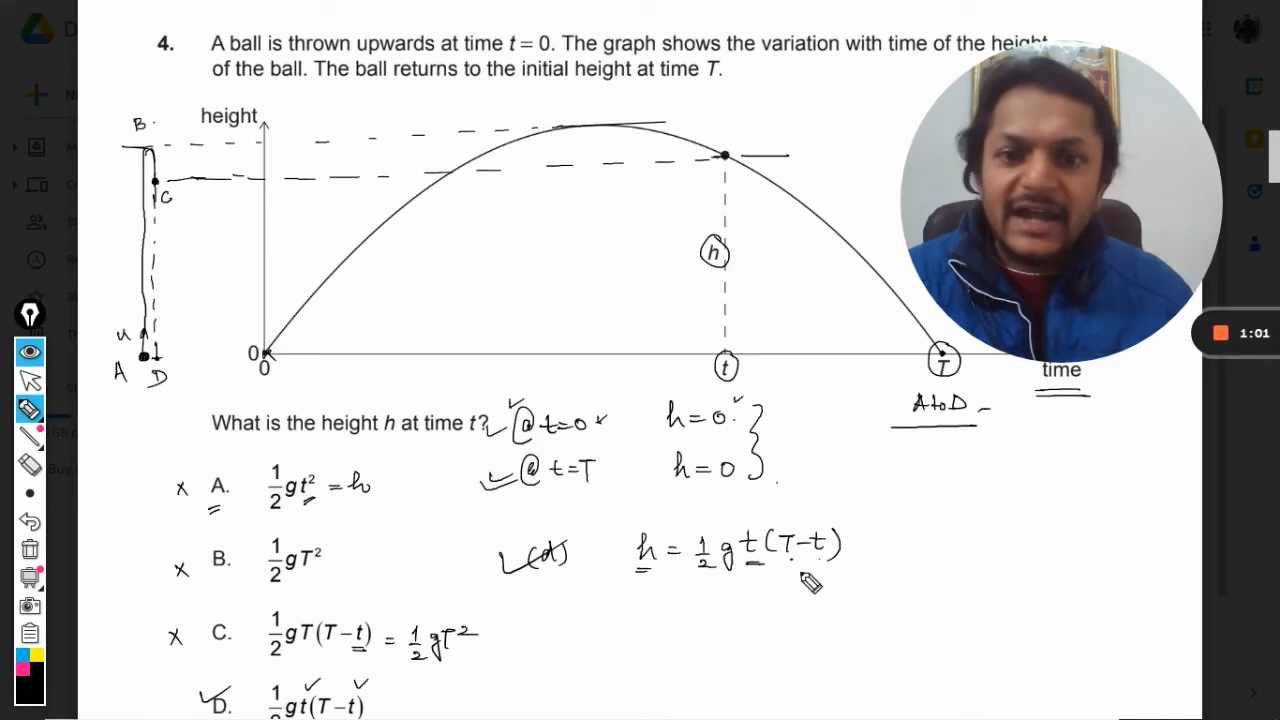 4. A ball is thrown upwards at time t = 0. The graph shows the variation with time of the height
of the ball. The ball returns to the initial height at time T.
height
B
C
u
A
D
h
0
0
t
T
time
A to D
What is the height h at time t?
@ t=0
h=0
@ t=T
h=0
A. 1/2 gt² = h
B. 1/2 gT²
(d)
h = 1/2 g t(T-t)
C. 1/2 gT(T-t) = 1/2 gT²
D. 1/2 gt(T-t)
1:01